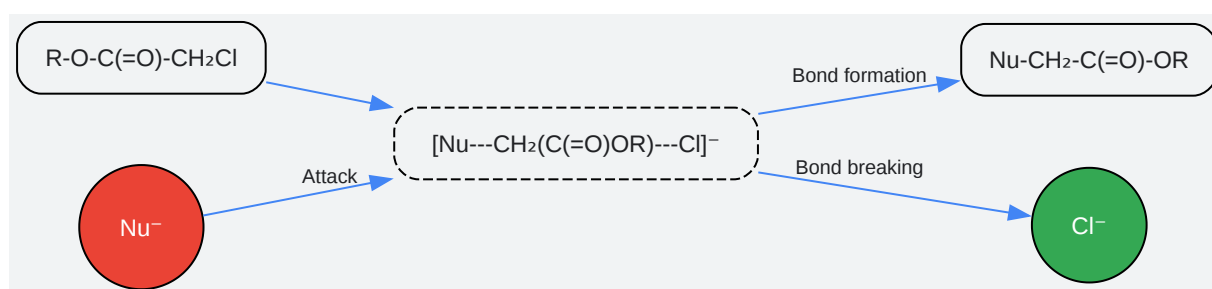 R-O-C(=O)-CH₂Cl
Nu⁻
Attack
[Nu---CH₂(C(=O)OR)---Cl]⁻
Bond formation
Bond breaking
Nu-CH₂-C(=O)-OR
Cl⁻